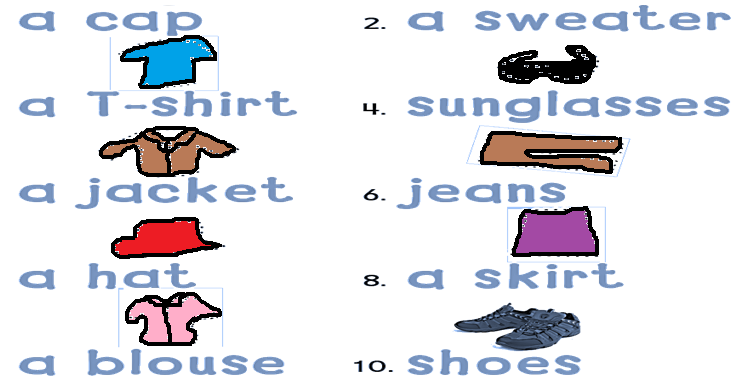 a cap
2. a sweater
a T-shirt
4. sunglasses
a jacket
6. jeans
a hat
8. a skirt
a blouse
10. shoes